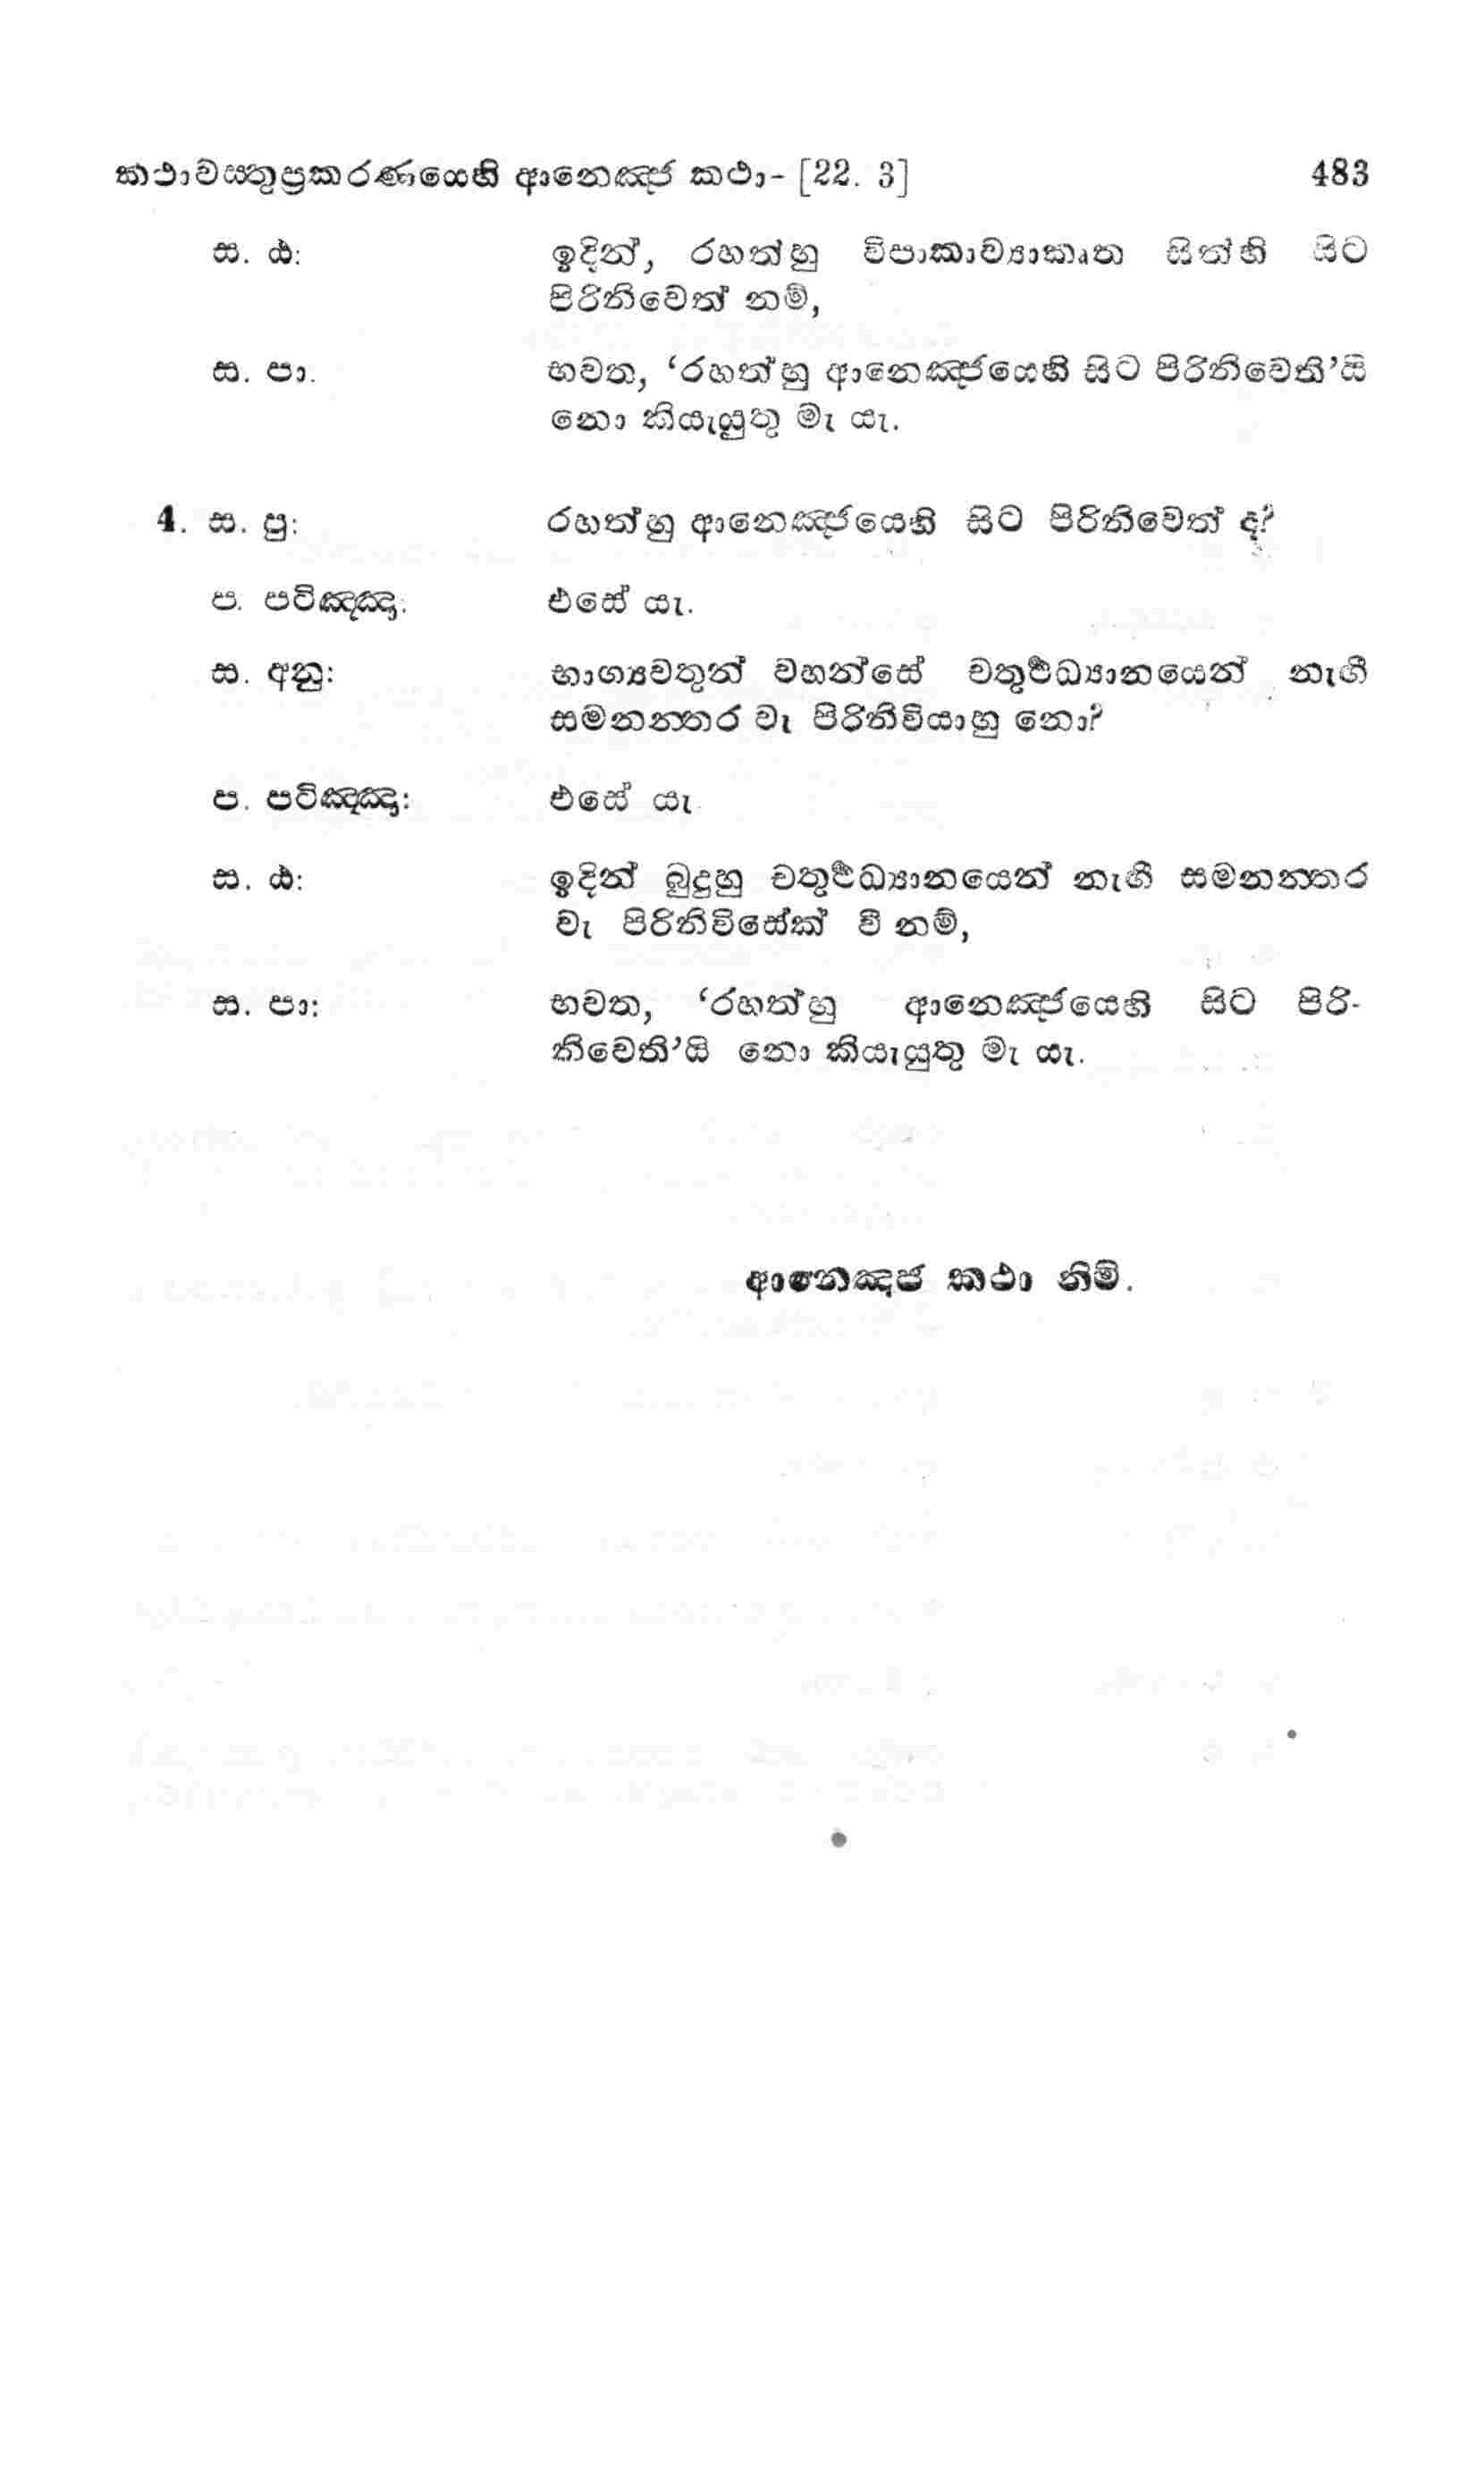 කථාවස්තුප්‍රකරණයෙහි ආනෙඤ්ජ කථා- [22. 3] 483
ස. ඨ: ඉදින්, රහත්හු විපාකාව්‍යාකෘත සිත්හි සිට
පිරිනිවෙත් නම්,
ස. පා. භවත, ‘රහත්හු ආනෙඤ්ජයෙහි සිට පිරිනිවෙති’යි
නො කියැයුතු මැ යැ.
4. ස. පු: රහත්හු ආනෙඤ්ජයෙහි සිට පිරිනිවෙත් ද?
ප. පටිඤ්ඤා: එසේ යැ.
ස. අනු: භාග්‍යවතුන් වහන්සේ චතුර්‍ථධ්‍යානයෙන් නැඟී
සමනන්තර වැ පිරිනිවියාහු නො?
ප. පටිඤ්ඤා: එසේ යැ
ස. ඨ: ඉදින් බුදුහු චතුර්‍ථධ්‍යානයෙන් නැඟී සමනන්තර
වැ පිරිනිවිසේක් වී නම්,
ස. පා: භවත, ‘රහත්හු ආනෙඤ්ජයෙහි සිට පිරි-
නිවෙති’යි නො කියැයුතු මැ යැ.
ආනෙඤ්ජ කථා නිමි.